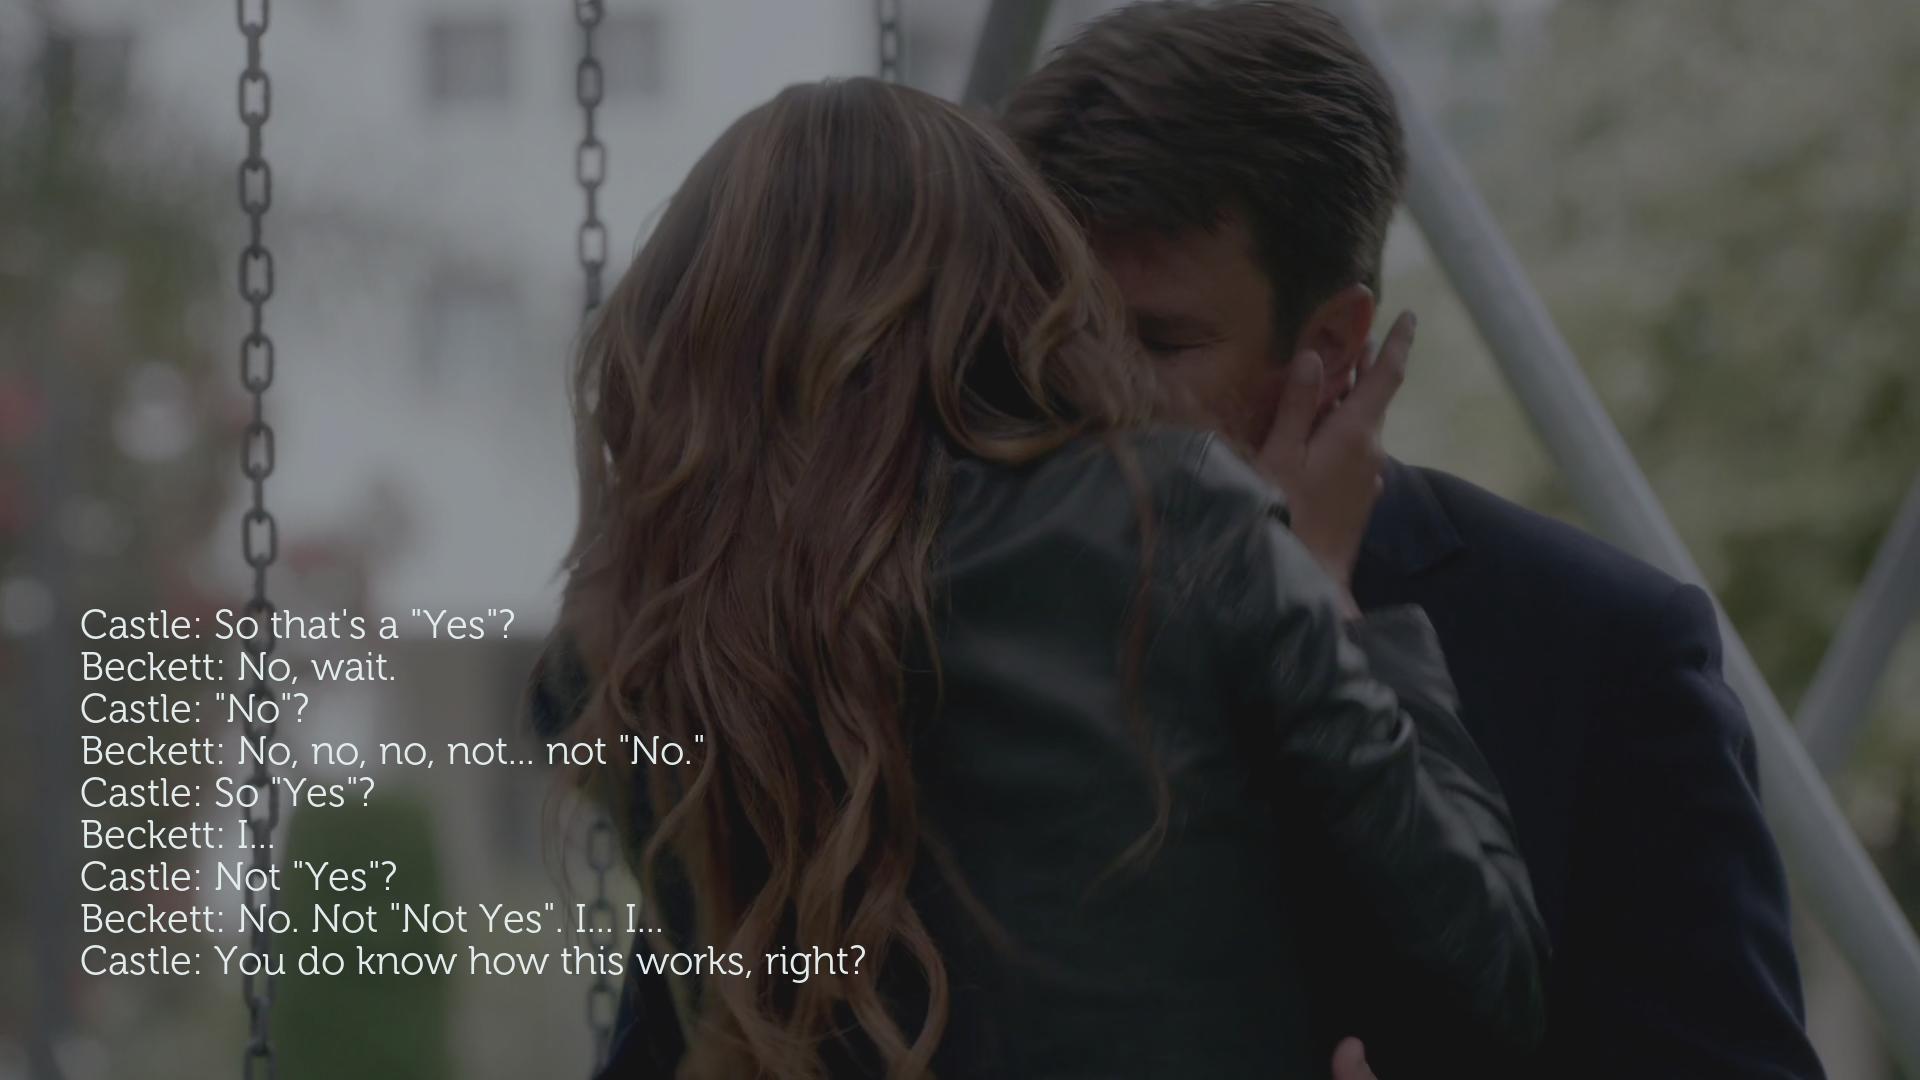 Castle: So that's a "Yes"?
Beckett: No, wait.
Castle: "No"?
Beckett: No, no, no, not... not "No."
Castle: So "Yes"?
Beckett: I...
Castle: Not "Yes"?
Beckett: No. Not "Not Yes". I... I...
Castle: You do know how this works, right?